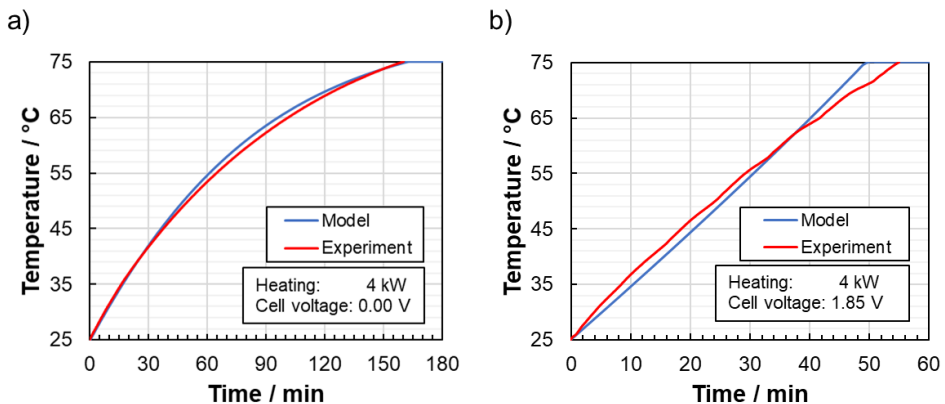 a)
Temperature / °C
75
65
55
45
35
25
Model
Experiment
Heating: 4 kW
Cell voltage: 0.00 V
0 30 60 90 120 150 180
Time / min
b)
Temperature / °C
75
65
55
45
35
25
Model
Experiment
Heating: 4 kW
Cell voltage: 1.85 V
0 10 20 30 40 50 60
Time / min